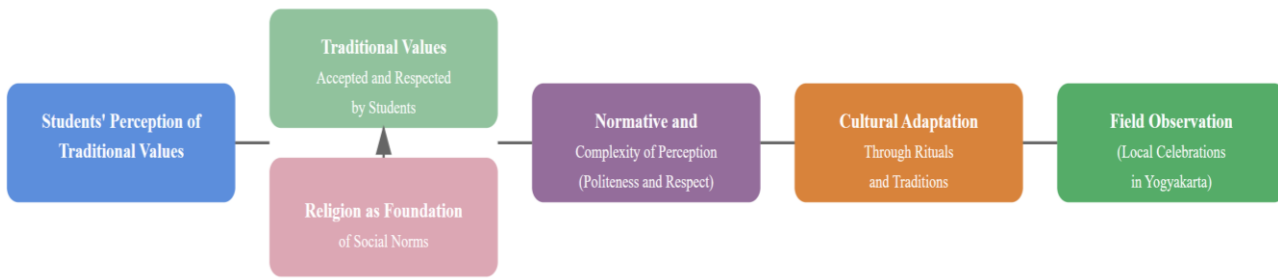 Students' Perception of
Traditional Values
Traditional Values
Accepted and Respected
by Students
Religion as Foundation
of Social Norms
Normative and
Complexity of Perception
(Politeness and Respect)
Cultural Adaptation
Through Rituals
and Traditions
Field Observation
(Local Celebrations
in Yogyakarta)